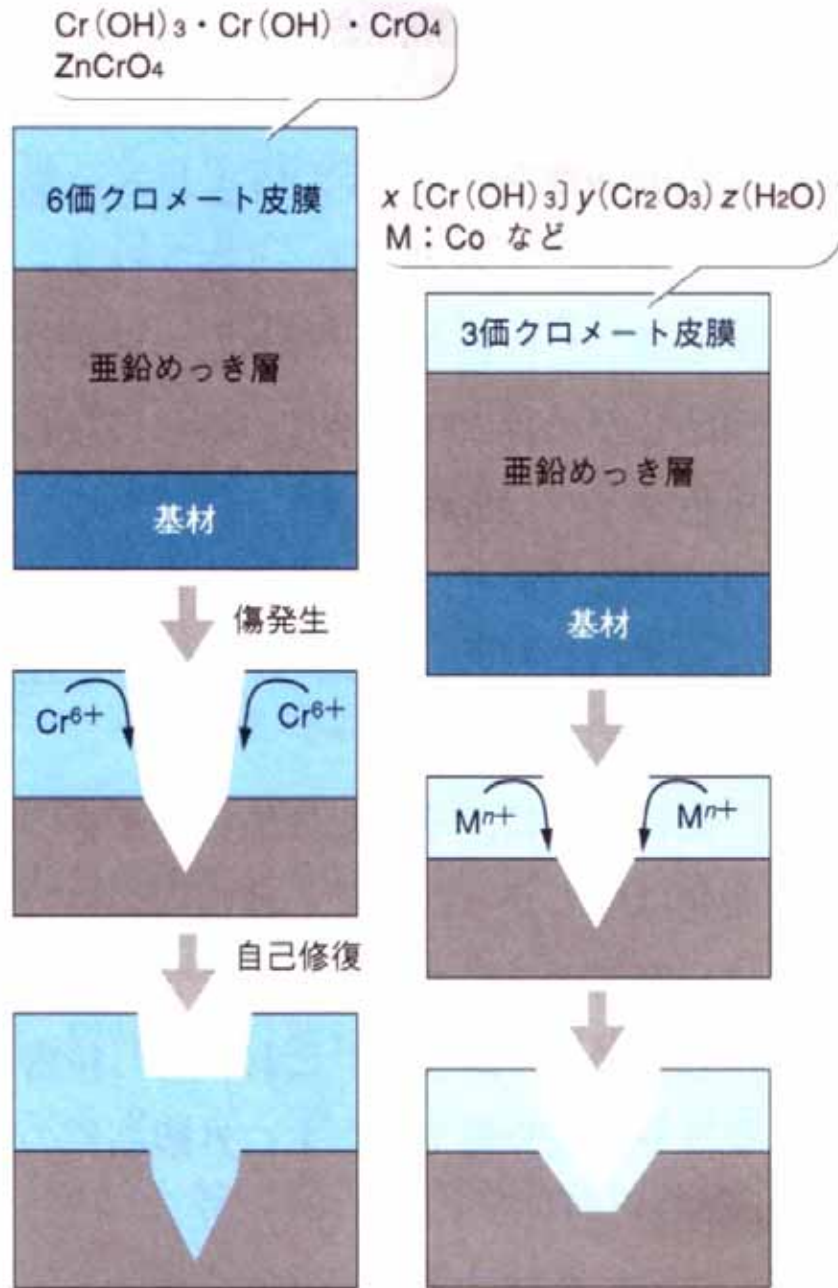 Cr(OH)3・Cr(OH)・CrO4
ZnCrO4
6価クロメート皮膜
亜鉛めっき層
基材
傷発生
Cr6+ Cr6+
自己修復
x〔Cr(OH)3〕y(Cr2O3)z(H2O)
M：Co など
3価クロメート皮膜
亜鉛めっき層
基材
Mn+ Mn+